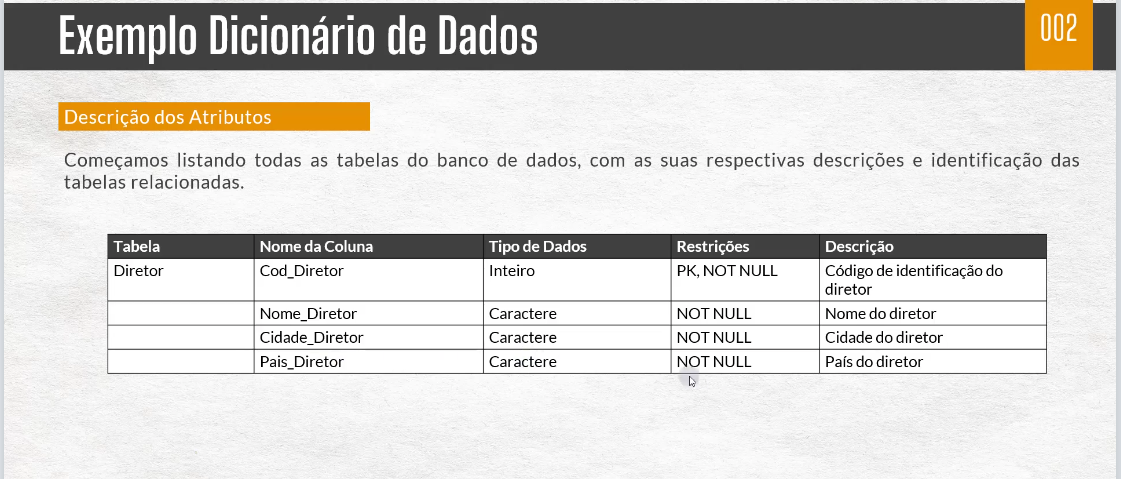 Exemplo Dicionário de Dados
002
Descrição dos Atributos
Começamos listando todas as tabelas do banco de dados, com as suas respectivas descrições e identificação das
tabelas relacionadas.
Tabela Nome da Coluna Tipo de Dados Restrições Descrição
Diretor Cod_Diretor Inteiro PK, NOT NULL Código de identificação do
diretor
Nome_Diretor Caractere NOT NULL Nome do diretor
Cidade_Diretor Caractere NOT NULL Cidade do diretor
Pais_Diretor Caractere NOT NULL País do diretor